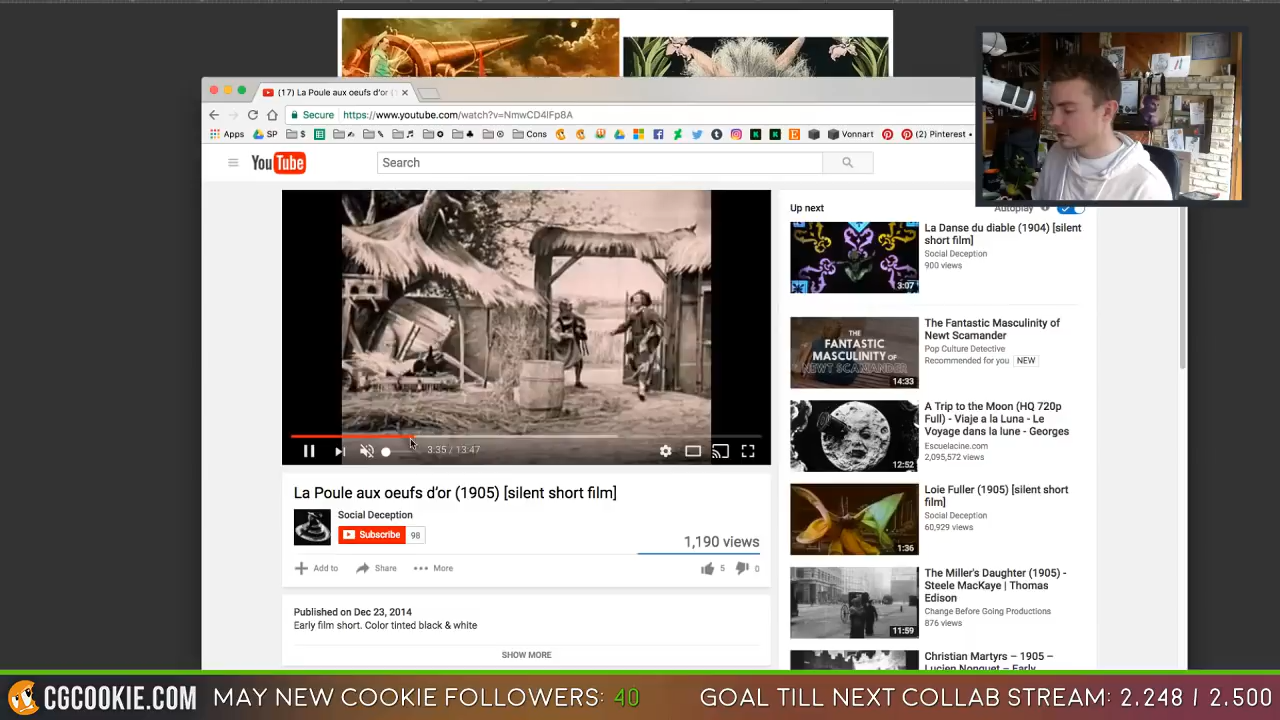 (17) La Poule aux oeufs d'or (1
Secure https://www.youtube.com/watch?v=NmwCD4lFp8A
Apps SP $ Cons Vonnart (2) Pinterest
YouTube
Search
3:35 / 13:47
La Poule aux oeufs d'or (1905) [silent short film]
Social Deception
Subscribe 98
1,190 views
Add to Share More 5 0
Published on Dec 23, 2014
Early film short. Color tinted black & white
SHOW MORE
Up next Autoplay
La Danse du diable (1904) [silent
short film]
Social Deception
900 views
3:07
THE
FANTASTIC
MASCULINITY OF
NEWT SCAMANDER
14:33
The Fantastic Masculinity of
Newt Scamander
Pop Culture Detective
Recommended for you NEW
A Trip to the Moon (HQ 720p
Full) - Viaje a la Luna - Le
Voyage dans la lune - Georges
Escuelacine.com
2,095,572 views
12:52
Loie Fuller (1905) [silent short
film]
Social Deception
60,929 views
1:36
The Miller's Daughter (1905) -
Steele MacKaye | Thomas
Edison
Change Before Going Productions
876 views
11:59
Christian Martyrs – 1905 –
Lucien Nonguet – Early
CGCOOKIE.COM MAY NEW COOKIE FOLLOWERS: 40 GOAL TILL NEXT COLLAB STREAM: 2.248 / 2.500